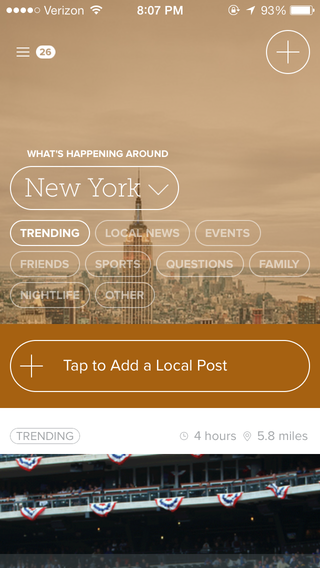 Verizon 8:07 PM 93%
26
WHAT'S HAPPENING AROUND
New York
TRENDING LOCAL NEWS EVENTS
FRIENDS SPORTS QUESTIONS FAMILY
NIGHTLIFE OTHER
Tap to Add a Local Post
TRENDING 4 hours 5.8 miles